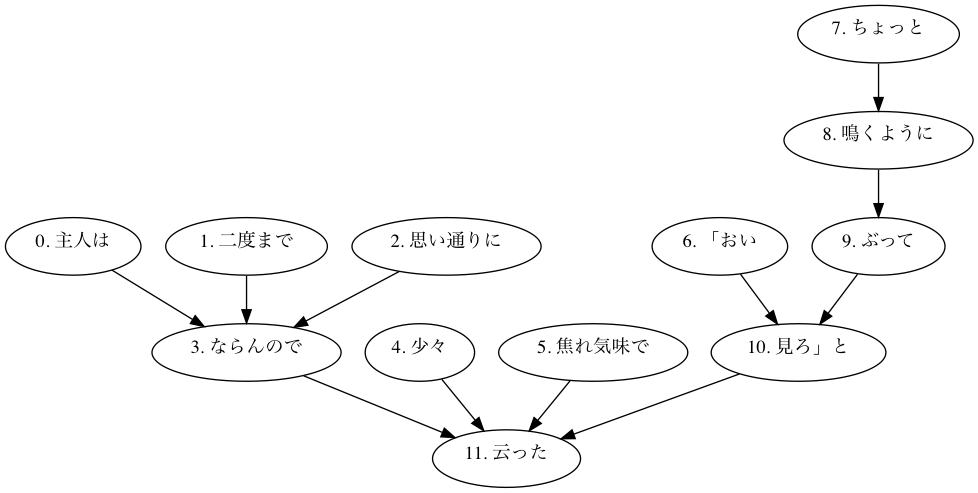 7. ちょっと
8. 鳴くように
0. 主人は
1. 二度まで
2. 思い通りに
6. 「おい
9. ぶって
3. ならんので
4. 少々
5. 焦れ気味で
10. 見ろ」と
11. 云った